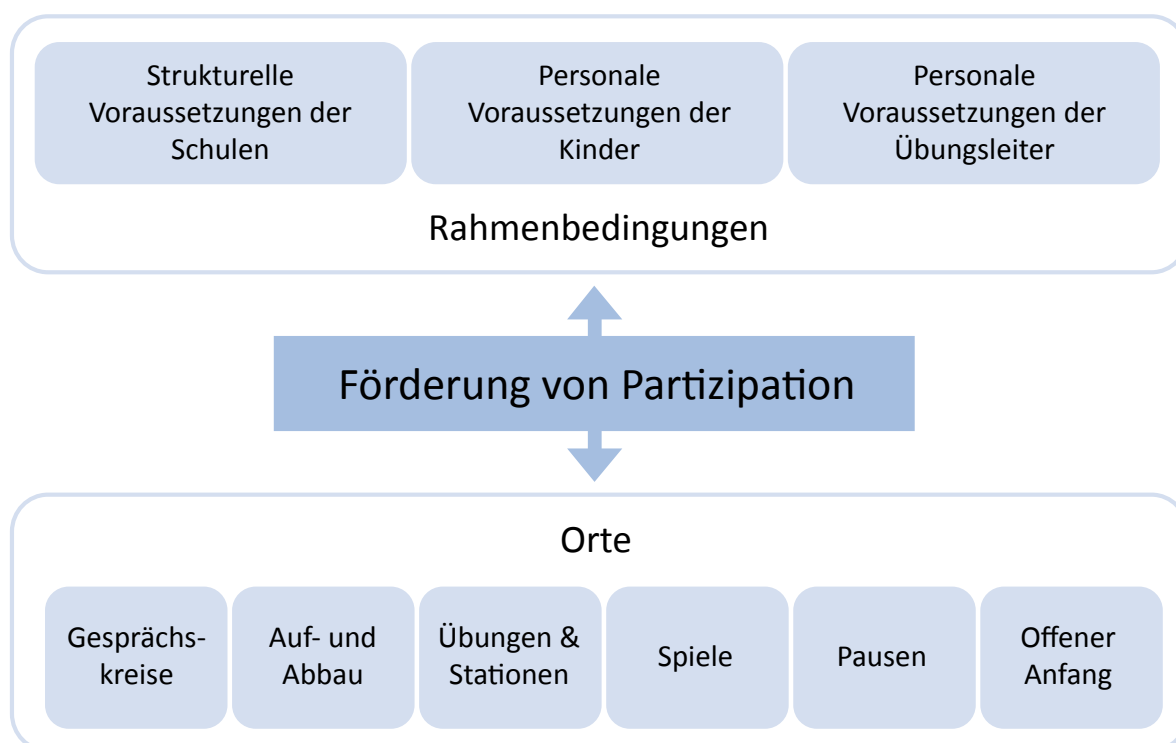 Strukturelle
Voraussetzungen der
Schulen
Personale
Voraussetzungen der
Kinder
Personale
Voraussetzungen der
Übungsleiter
Rahmenbedingungen
Förderung von Partizipation
Orte
Gesprächs-
kreise
Auf- und
Abbau
Übungen &
Stationen
Spiele
Pausen
Offener
Anfang